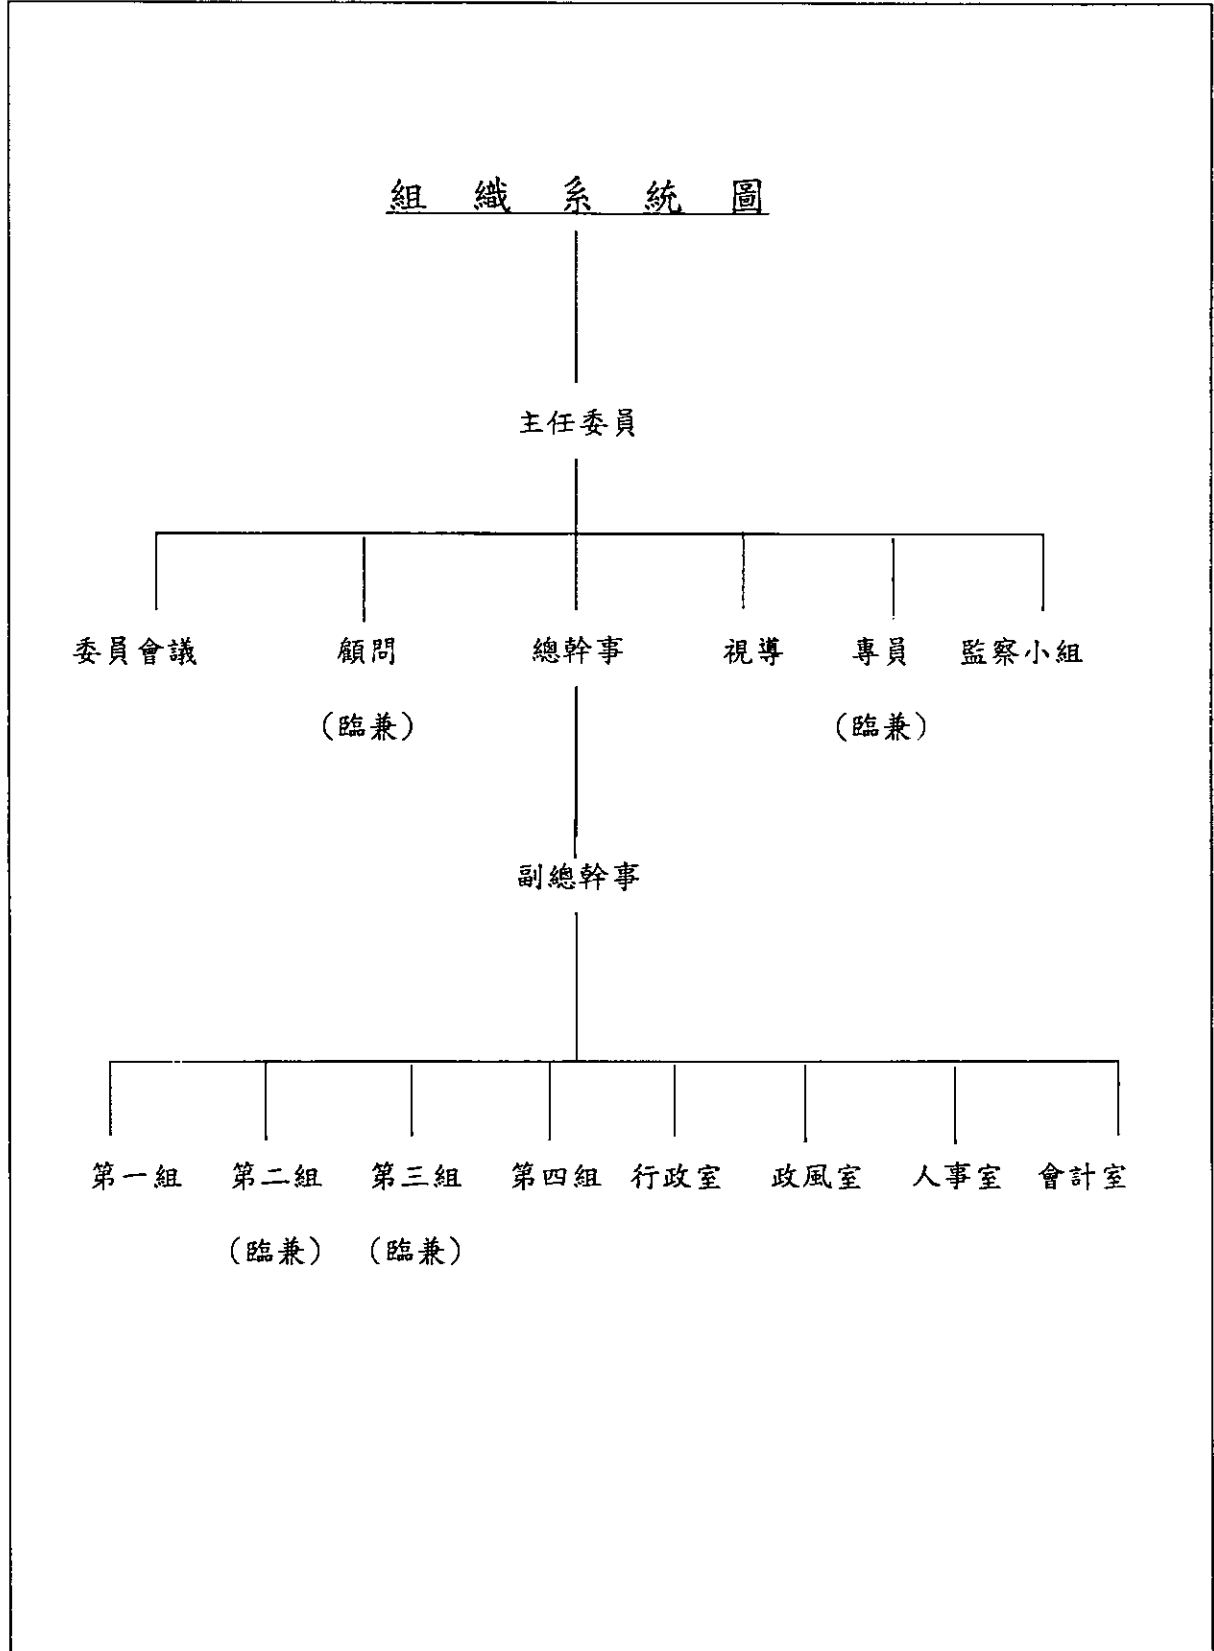 組織系統圖
主任委員
委員會議 顧問 總幹事 視導 專員 監察小組
（臨兼） （臨兼）
副總幹事
第一組 第二組 第三組 第四組 行政室 政風室 人事室 會計室
（臨兼） （臨兼）